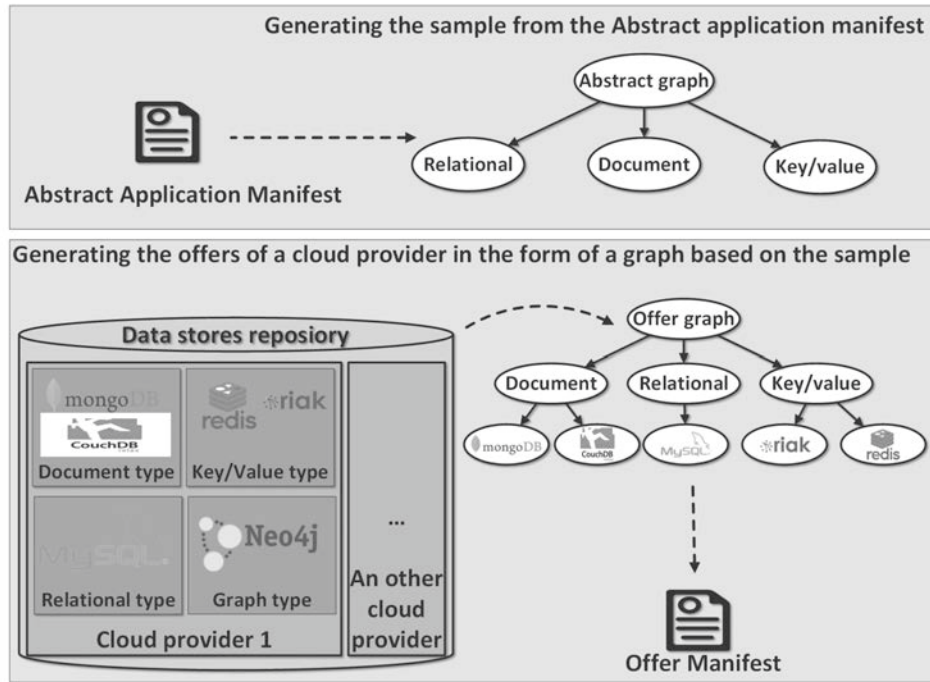 Generating the sample from the Abstract application manifest
Abstract graph
Relational
Document
Key/value
Abstract Application Manifest
Generating the offers of a cloud provider in the form of a graph based on the sample
Data stores reposiory
Offer graph
Document
Relational
Key/value
mongoDB
CouchDB
MySQL
riak
redis
mongoDB
CouchDB
Document type
redis
riak
Key/Value type
MySQL
Relational type
Neo4j
Graph type
Cloud provider 1
...
An other
cloud
provider
Offer Manifest